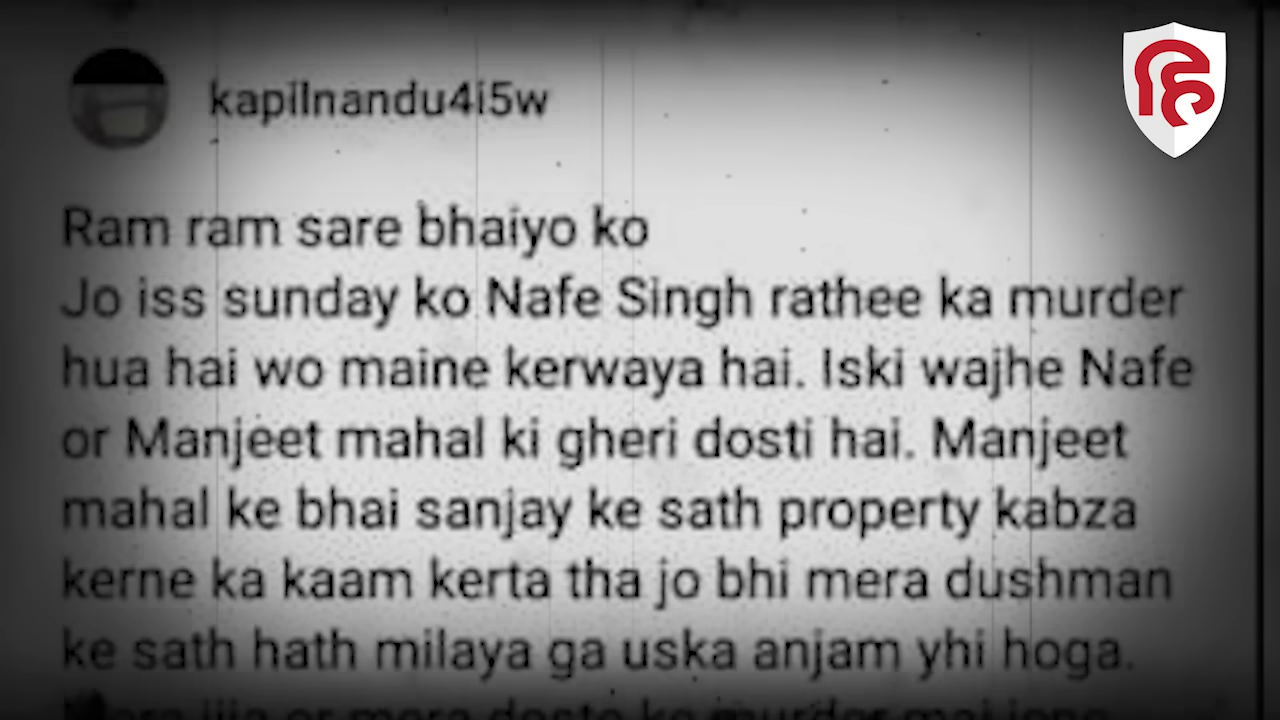 kapilnandu4i5w
Ram ram sare bhaiyo ko
Jo iss sunday ko Nafe Singh rathee ka murder
hua hai wo maine kerwaya hai. Iski wajhe Nafe
or Manjeet mahal ki gheri dosti hai. Manjeet
mahal ke bhai sanjay ke sath property kabza
kerne ka kaam kerta tha jo bhi mera dushman
ke sath hath milaya ga uska anjam yhi hoga.